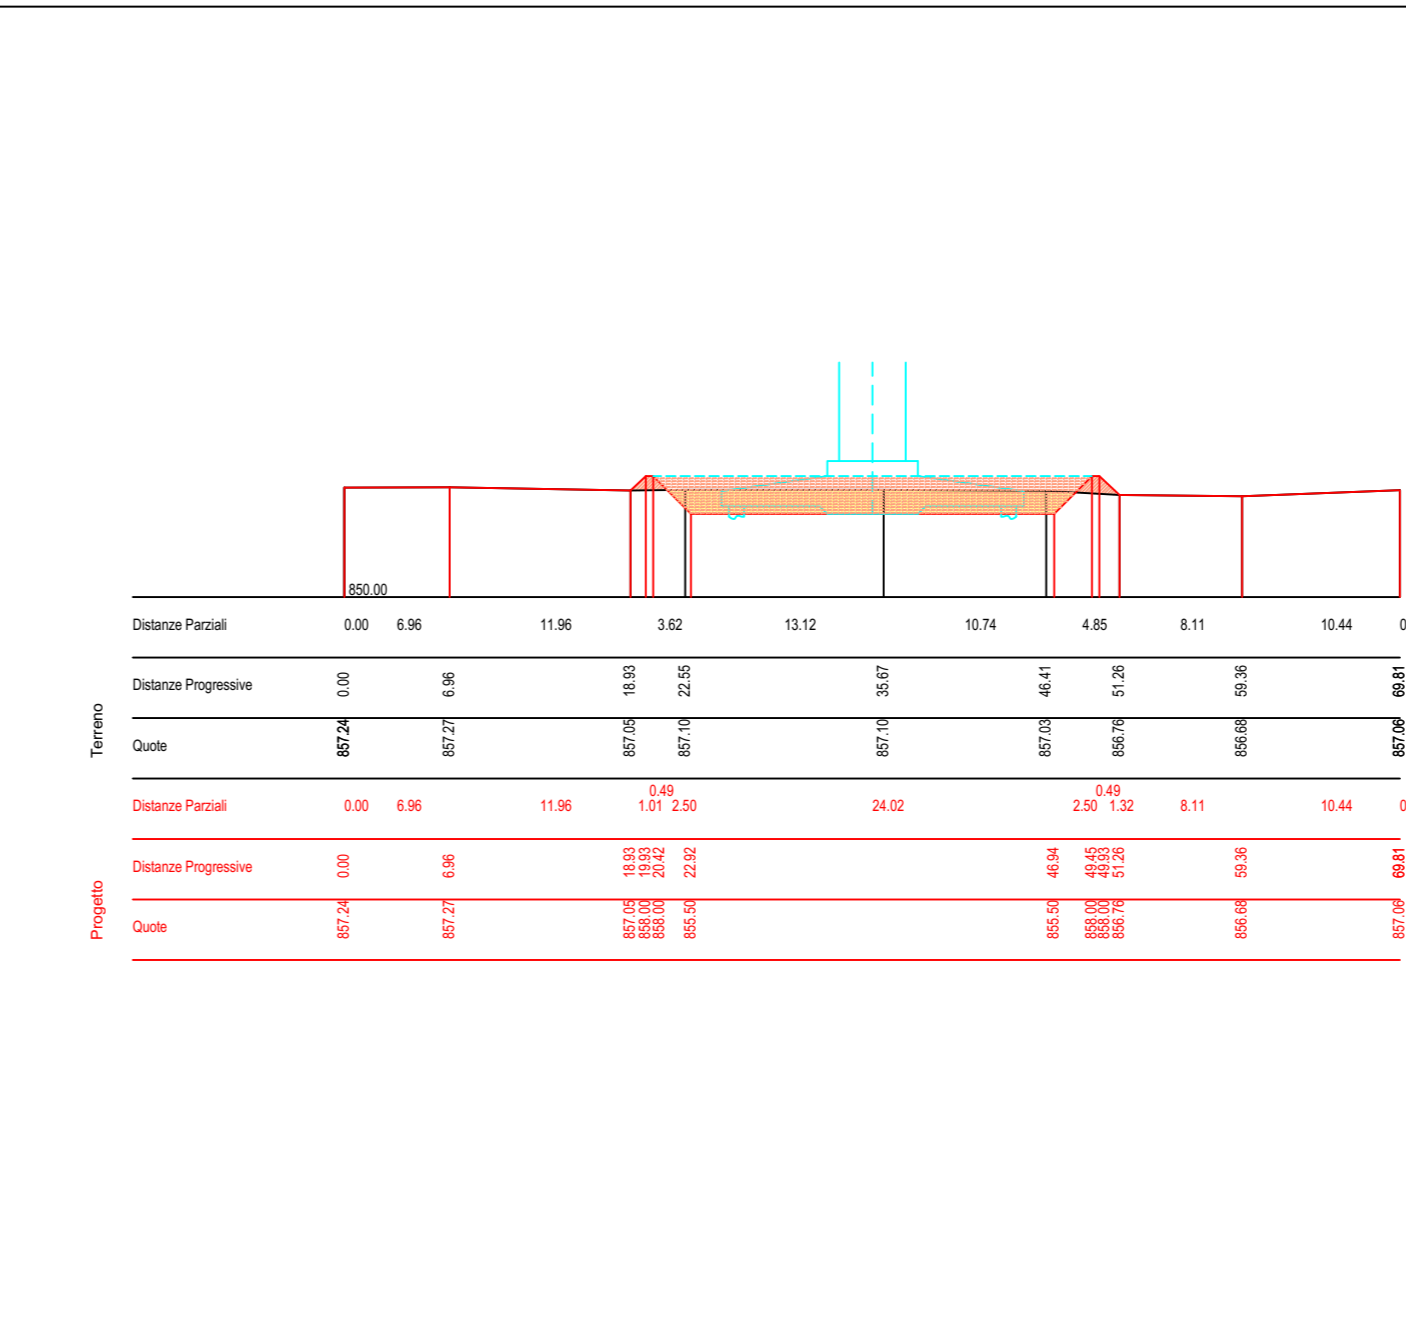 850.00
Distanze Parziali 0.00 6.96 11.96 3.62 13.12 10.74 4.85 8.11 10.44 0
Terreno
Distanze Progressive 0.00 6.96 18.93 22.55 35.67 46.41 51.26 59.36 69.81
Quote 857.24 857.27 857.05 857.10 857.10 857.03 856.76 856.68 857.06
0.49 0.49
Distanze Parziali 0.00 6.96 11.96 1.01 2.50 24.02 2.50 1.32 8.11 10.44 0
Progetto
Distanze Progressive 0.00 6.96 18.93 19.93 20.42 22.92 46.94 49.45 49.93 51.26 59.36 69.81
Quote 857.24 857.27 857.05 858.00 858.00 855.50 855.50 858.00 858.00 856.76 856.68 857.06